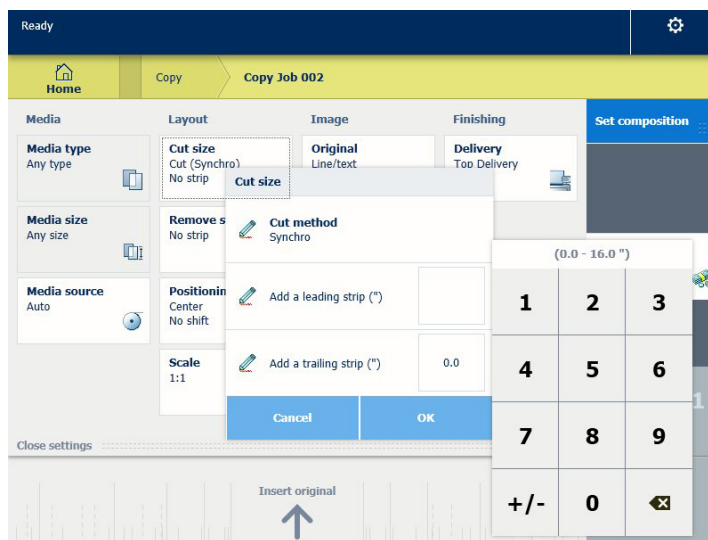 Ready
Home
Copy
Copy Job 002
Media
Layout
Image
Finishing
Set composition
Media type
Any type
Cut size
Cut (Synchro)
No strip
Original
Line/text
Delivery
Top Delivery
Cut size
Media size
Any size
Remove s
No strip
Cut method
Synchro
(0.0 - 16.0 ")
Media source
Auto
Positionin
Center
No shift
Add a leading strip (")
1 2 3
Scale
1:1
Add a trailing strip (")
0.0
4 5 6
1
Cancel
OK
7 8 9
Close settings
Insert original
+/- 0